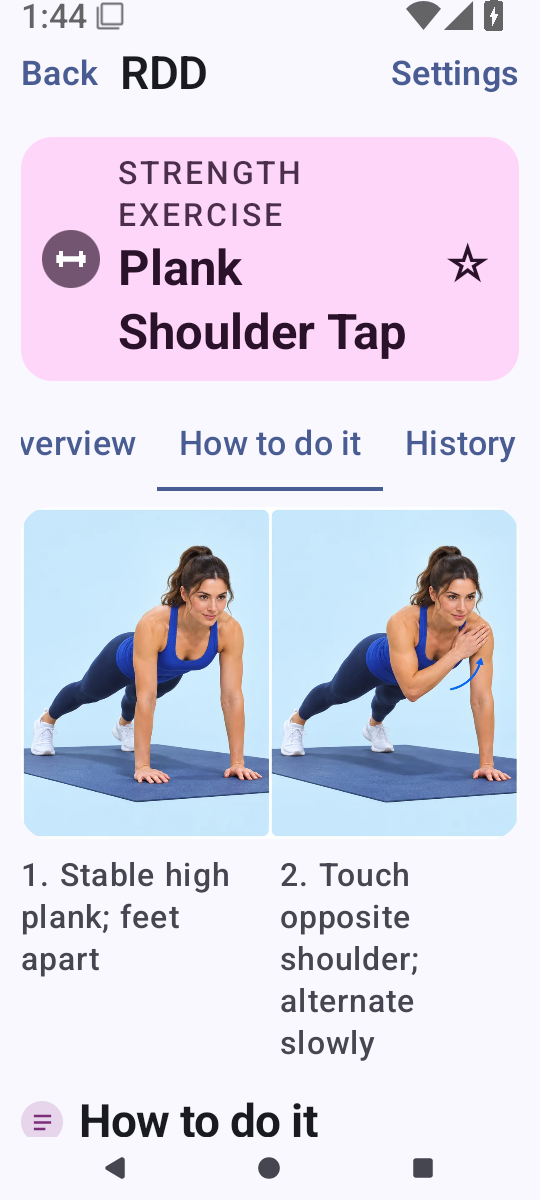 1:44
Back RDD Settings
STRENGTH
EXERCISE
Plank
Shoulder Tap
verview How to do it History
1. Stable high
plank; feet
apart
2. Touch
opposite
shoulder;
alternate
slowly
How to do it